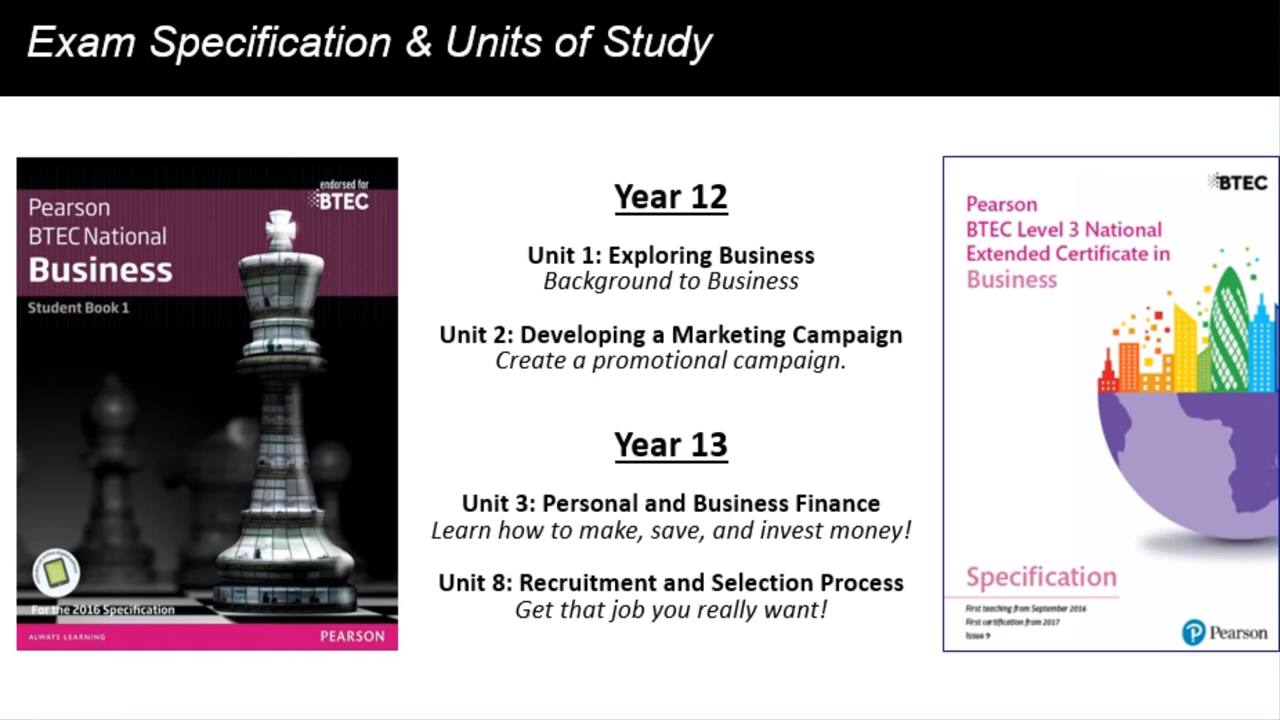 Exam Specification & Units of Study
endorsed for
BTEC
Pearson
BTEC National
Business
Student Book 1
For the 2016 Specification
ALWAYS LEARNING
PEARSON
Year 12
Unit 1: Exploring Business
Background to Business
Unit 2: Developing a Marketing Campaign
Create a promotional campaign.
Year 13
Unit 3: Personal and Business Finance
Learn how to make, save, and invest money!
Unit 8: Recruitment and Selection Process
Get that job you really want!
BTEC
Pearson
BTEC Level 3 National
Extended Certificate in
Business
Specification
First teaching from September 2016
First certification from 2017
Issue 9
Pearson